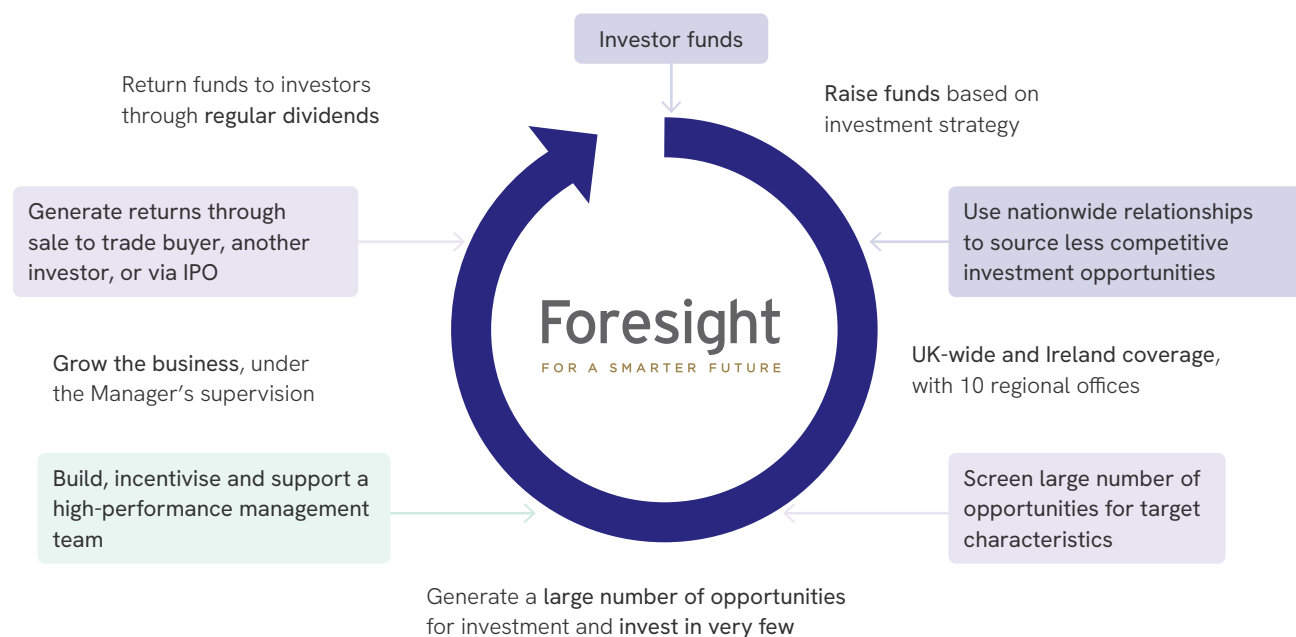 Investor funds
Raise funds based on
investment strategy
Use nationwide relationships
to source less competitive
investment opportunities
UK-wide and Ireland coverage,
with 10 regional offices
Screen large number of
opportunities for target
characteristics
Generate a large number of opportunities
for investment and invest in very few
Build, incentivise and support a
high-performance management
team
Grow the business, under
the Manager’s supervision
Generate returns through
sale to trade buyer, another
investor, or via IPO
Return funds to investors
through regular dividends
Foresight
FOR A SMARTER FUTURE